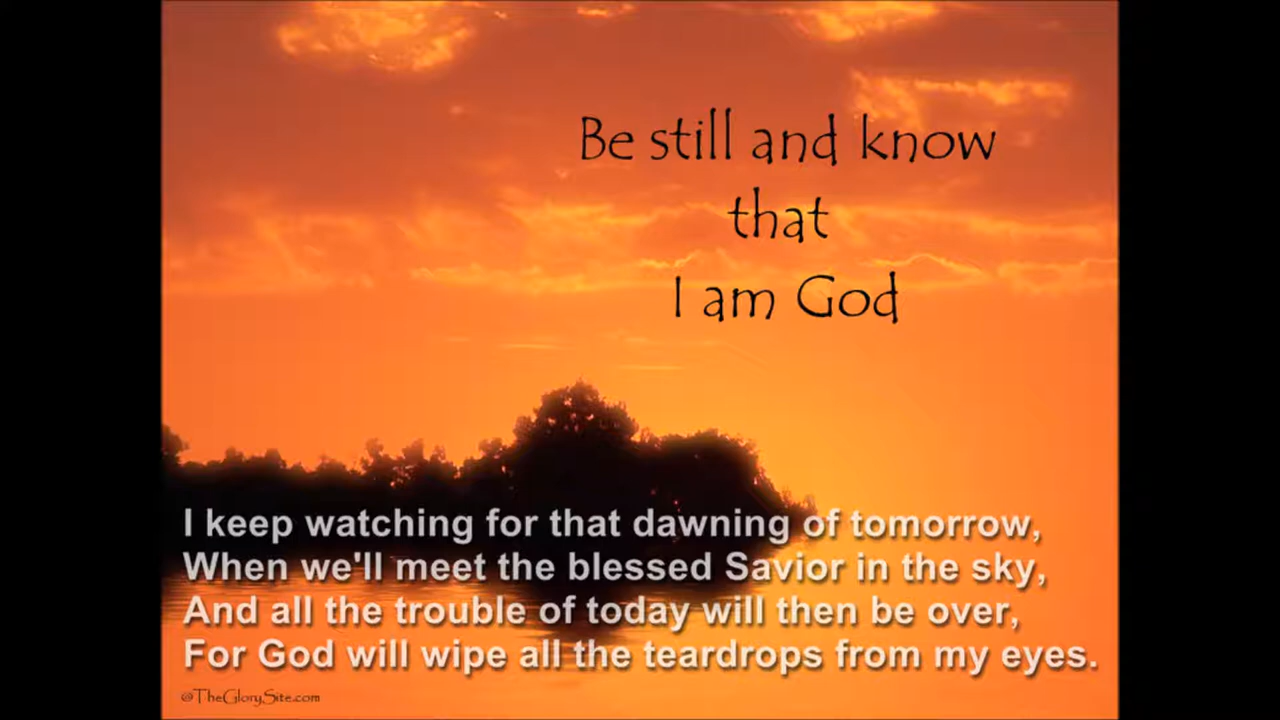 Be still and know
that
I am God
I keep watching for that dawning of tomorrow,
When we'll meet the blessed Savior in the sky,
And all the trouble of today will then be over,
For God will wipe all the teardrops from my eyes.
@TheGlorySite.com